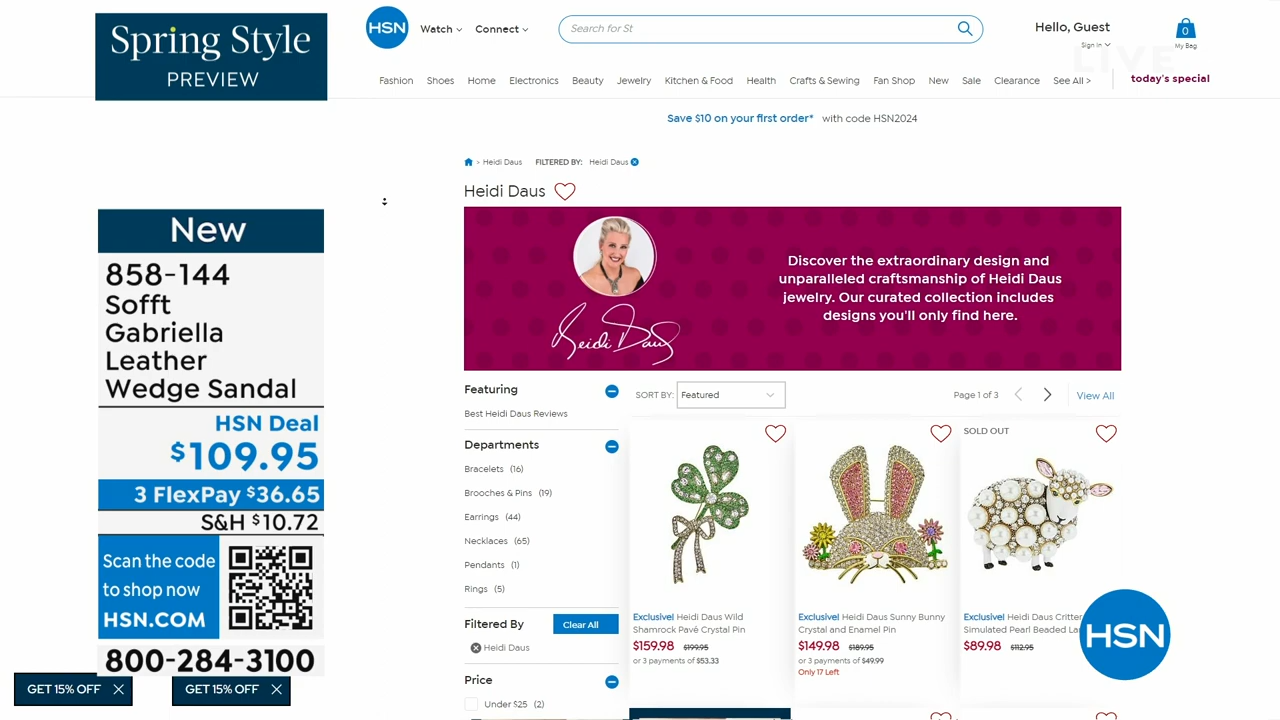 Spring Style
PREVIEW
HSN
Watch
Connect
Search for St
Hello, Guest
Sign In
0
My Bag
LIVE
Fashion Shoes Home Electronics Beauty Jewelry Kitchen & Food Health Crafts & Sewing Fan Shop New Sale Clearance See All > today's special
Save $10 on your first order* with code HSN2024
> Heidi Daus FILTERED BY: Heidi Daus
Heidi Daus
Discover the extraordinary design and
unparalleled craftsmanship of Heidi Daus
jewelry. Our curated collection includes
designs you'll only find here.
Heidi Daus
New
858-144
Sofft
Gabriella
Leather
Wedge Sandal
HSN Deal
$109.95
3 FlexPay $36.65
S&H $10.72
Scan the code
to shop now
HSN.COM
800-284-3100
GET 15% OFF
GET 15% OFF
Featuring
Best Heidi Daus Reviews
Departments
Bracelets (16)
Brooches & Pins (19)
Earrings (44)
Necklaces (65)
Pendants (1)
Rings (5)
Filtered By Clear All
Heidi Daus
Price
Under $25 (2)
SORT BY: Featured
Page 1 of 3
View All
Exclusive! Heidi Daus Wild
Shamrock Pavé Crystal Pin
$159.98 $199.95
or 3 payments of $53.33
Exclusive! Heidi Daus Sunny Bunny
Crystal and Enamel Pin
$149.98 $189.95
or 3 payments of $49.99
Only 17 Left
SOLD OUT
Exclusive! Heidi Daus Critter
Simulated Pearl Beaded La
$89.98 $112.95
HSN